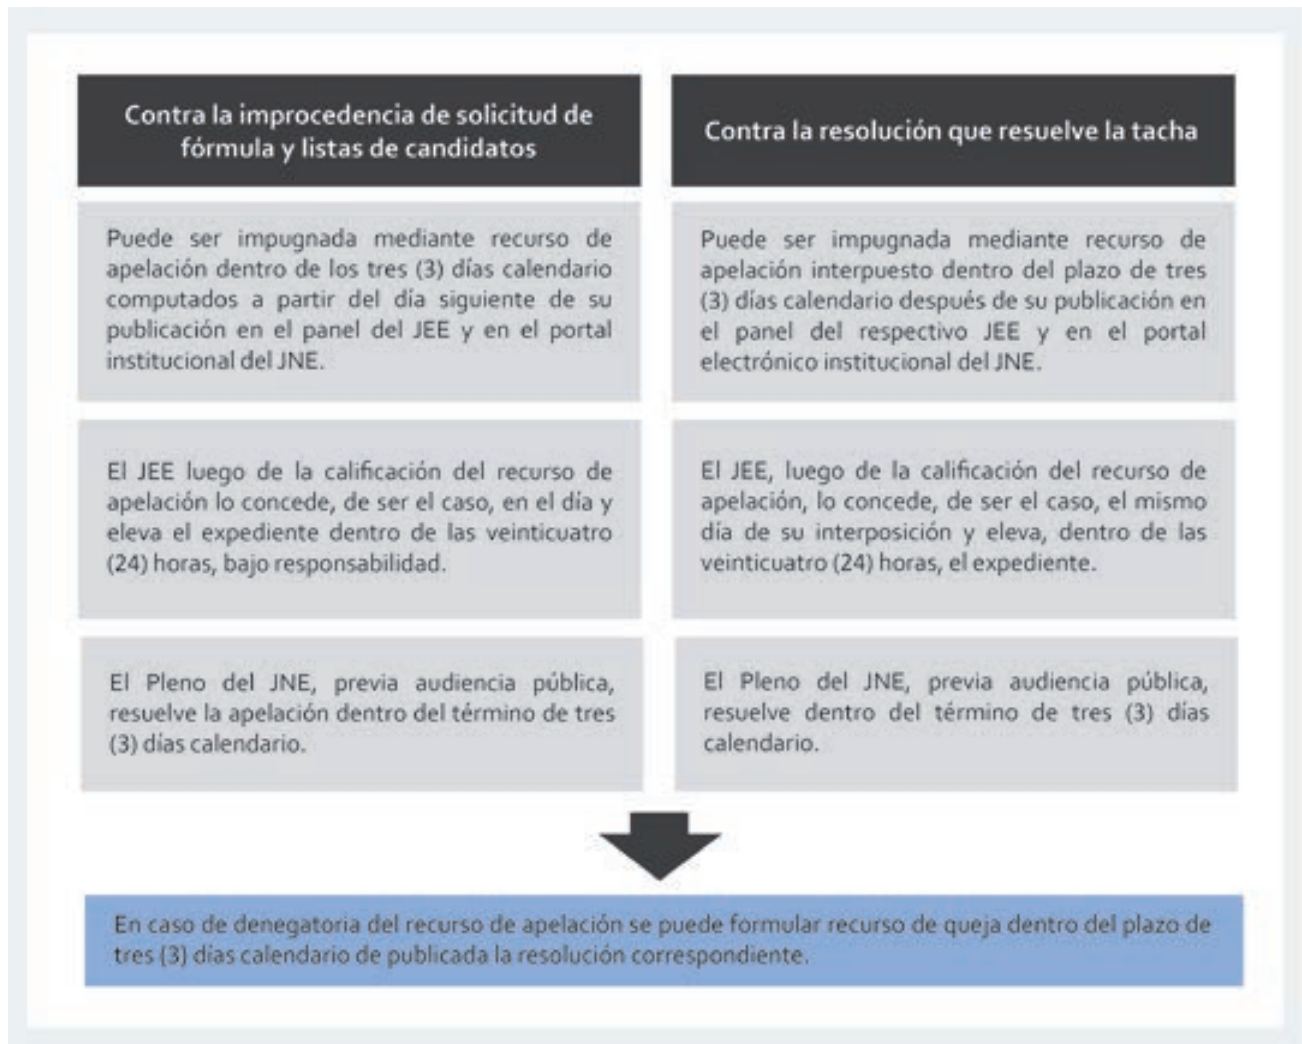 Contra la improcedencia de solicitud de
fórmula y listas de candidatos
Puede ser impugnada mediante recurso de
apelación dentro de los tres (3) días calendario
computados a partir del día siguiente de su
publicación en el panel del JEE y en el portal
institucional del JNE.
El JEE luego de la calificación del recurso de
apelación lo concede, de ser el caso, en el día y
eleva el expediente dentro de las veinticuatro
(24) horas, bajo responsabilidad.
El Pleno del JNE, previa audiencia pública,
resuelve la apelación dentro del término de tres
(3) días calendario.
Contra la resolución que resuelve la tacha
Puede ser impugnada mediante recurso de
apelación interpuesto dentro del plazo de tres
(3) días calendario después de su publicación en
el panel del respectivo JEE y en el portal
electrónico institucional del JNE.
El JEE, luego de la calificación del recurso de
apelación, lo concede, de ser el caso, el mismo
día de su interposición y eleva, dentro de las
veinticuatro (24) horas, el expediente.
El Pleno del JNE, previa audiencia pública,
resuelve dentro del término de tres (3) días
calendario.
En caso de denegatoria del recurso de apelación se puede formular recurso de queja dentro del plazo de
tres (3) días calendario de publicada la resolución correspondiente.